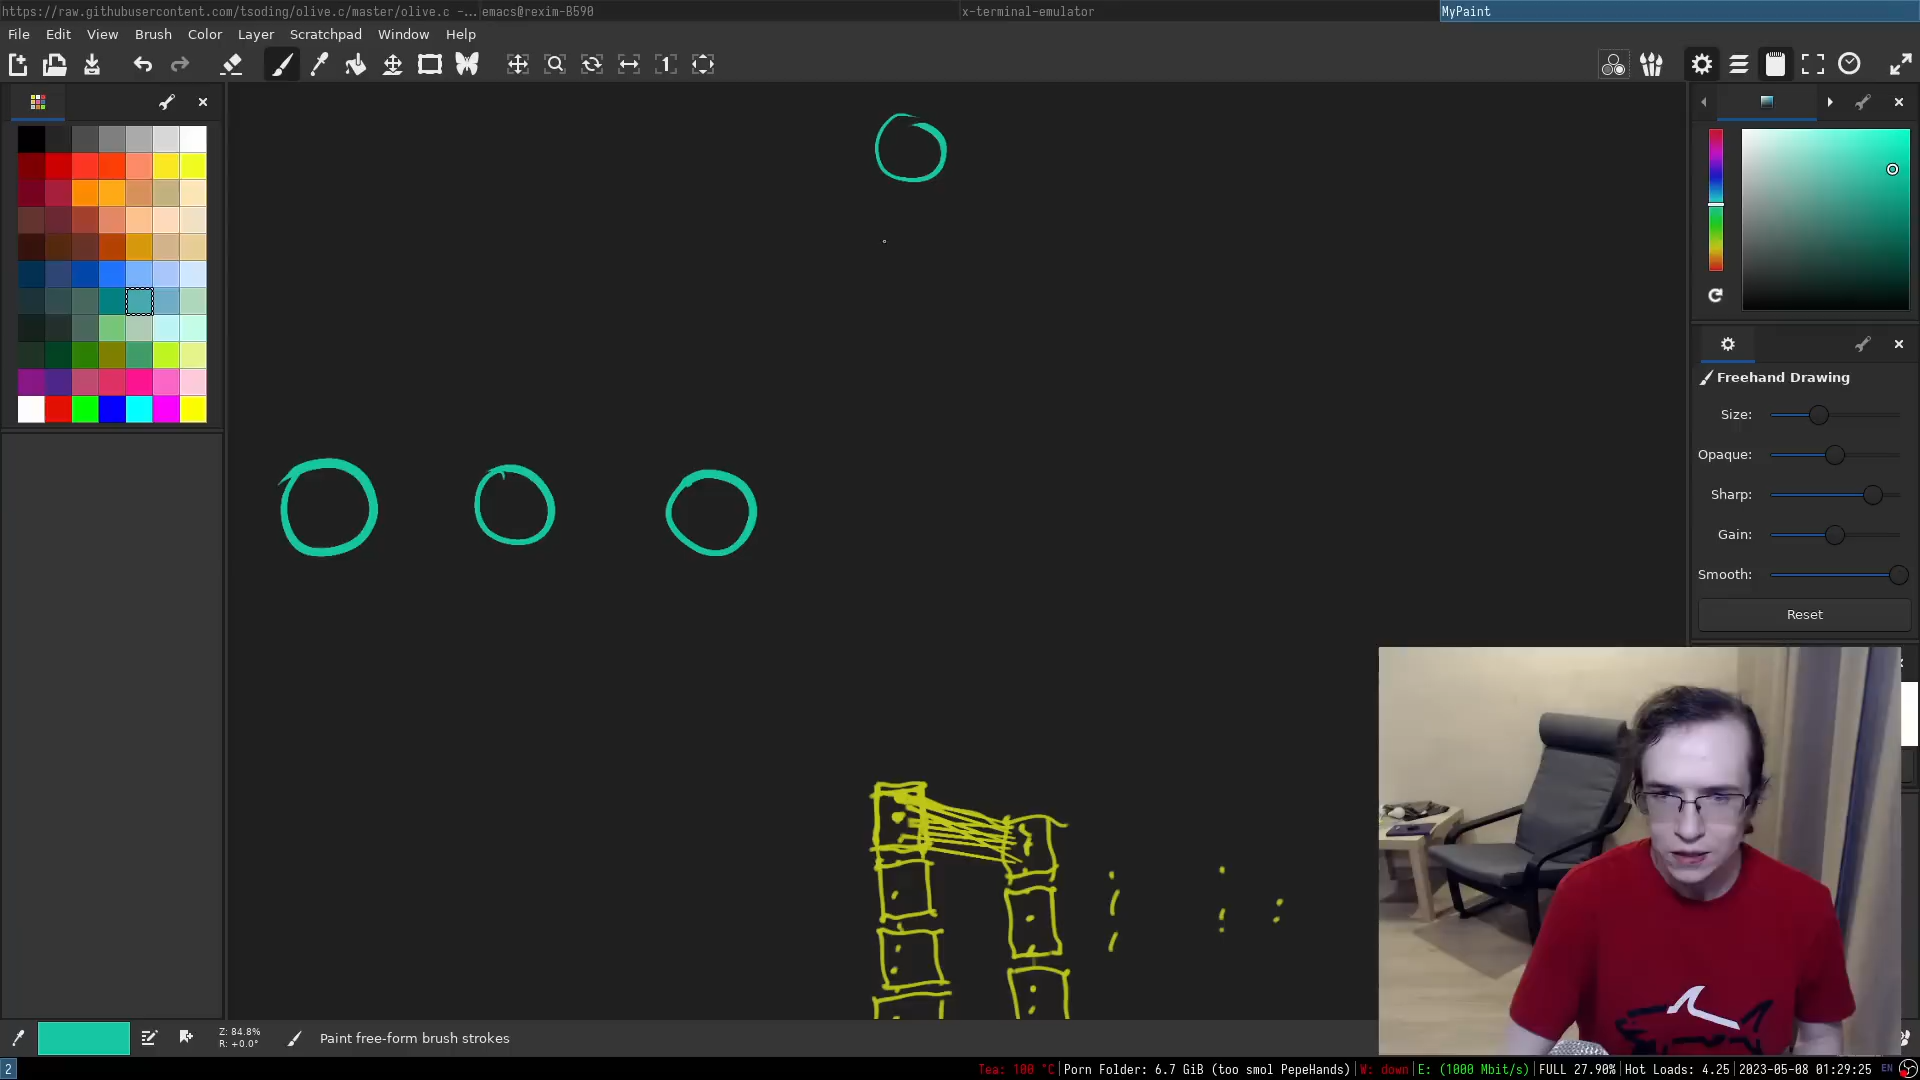 https://raw.githubusercontent.com/tsoding/olive.c/master/olive.c -...
emacs@rexim-B590
x-terminal-emulator
MyPaint
File Edit View Brush Color Layer Scratchpad Window Help
1
Freehand Drawing
Size:
Opaque:
Sharp:
Gain:
Smooth:
Reset
Z: 84.8%
R: +0.0°
Paint free-form brush strokes
2
Tea: 100 °C|Porn Folder: 6.7 GiB (too smol PepeHands)|W: down|E: (1000 Mbit/s)|FULL 27.90%|Hot Loads: 4.25|2023-05-08 01:29:25 EN